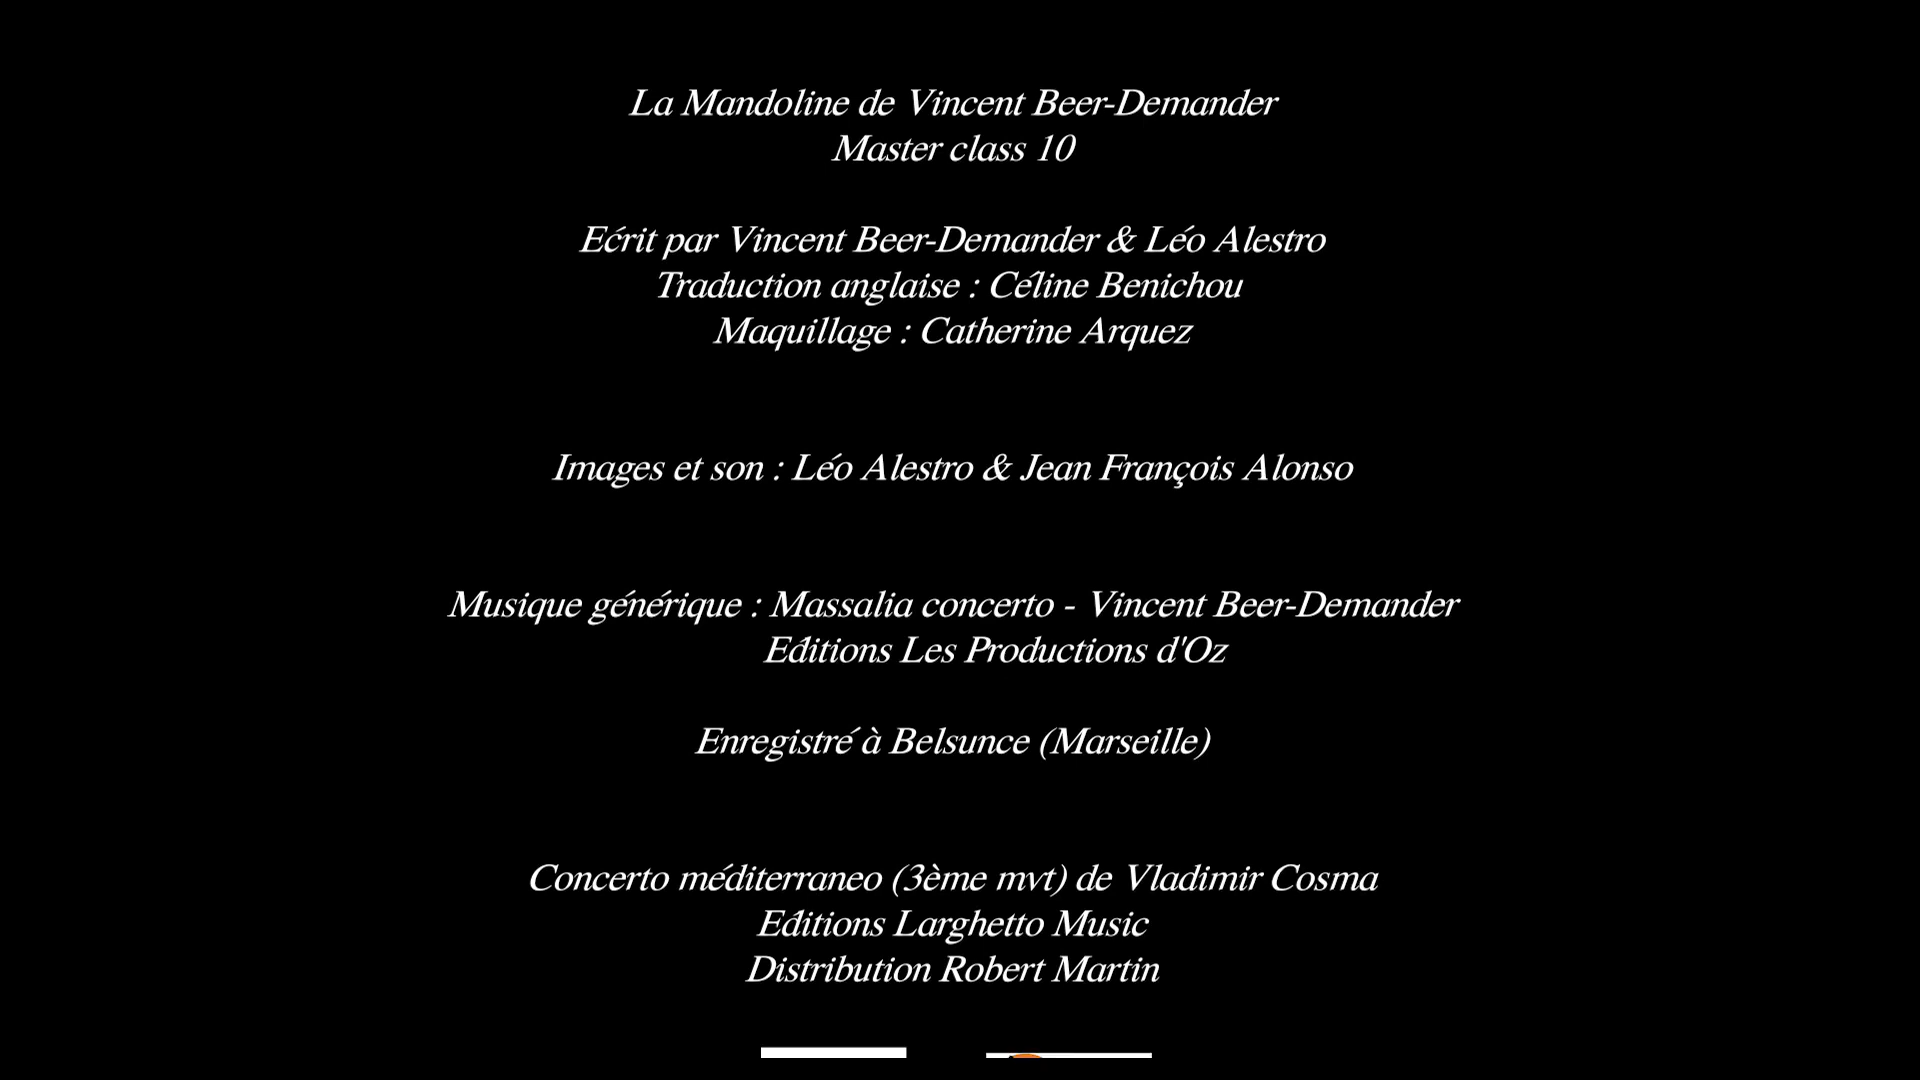 La Mandoline de Vincent Beer-Demander
Master class 10
Ećrit par Vincent Beer-Demander & Léo Alestro
Traduction anglaise : Céline Benichou
Maquillage : Catherine Arquez
Images et son : Léo Alestro & Jean François Alonso
Musique générique : Massalia concerto - Vincent Beer-Demander
Editions Les Productions d'Oz
Enregistré à Belsunce (Marseille)
Concerto méditerraneo (3ème mvt) de Vladimir Cosma
Editions Larghetto Music
Distribution Robert Martin